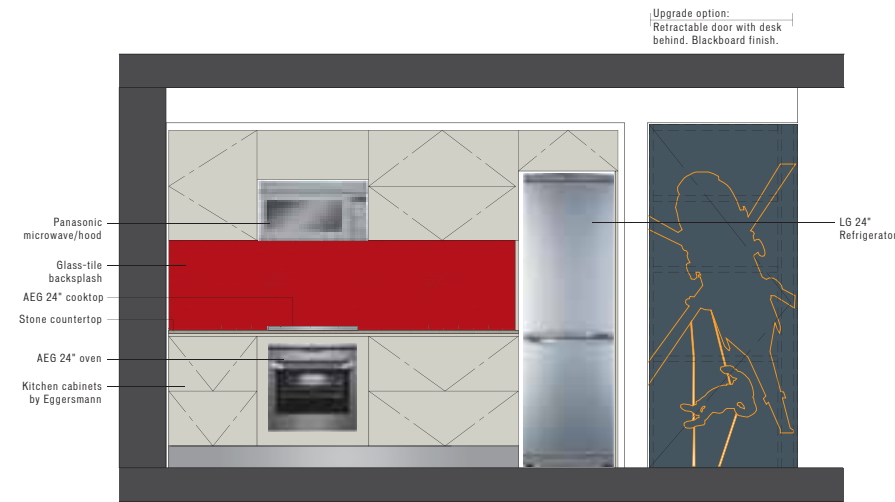 Upgrade option:
Retractable door with desk
behind. Blackboard finish.
Panasonic
microwave/hood
LG 24"
Refrigerator
Glass-tile
backsplash
AEG 24" cooktop
Stone countertop
AEG 24" oven
Kitchen cabinets
by Eggersmann